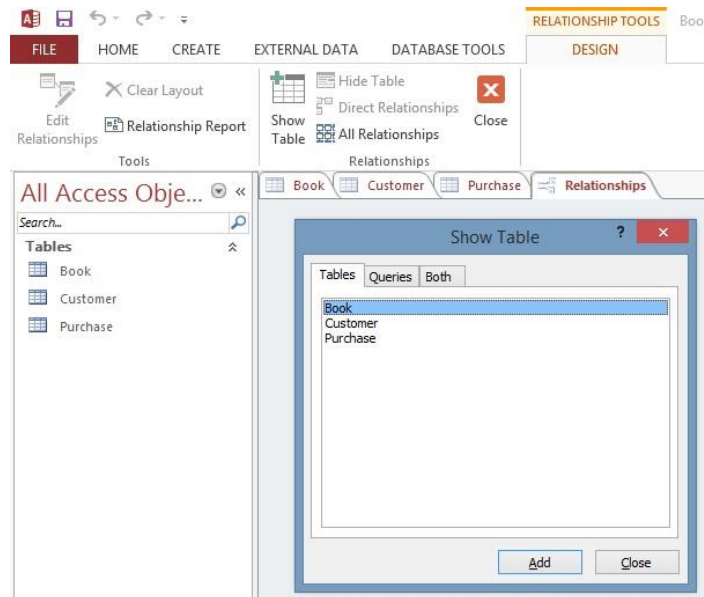 RELATIONSHIP TOOLS Boo
FILE HOME CREATE EXTERNAL DATA DATABASE TOOLS DESIGN
Edit Relationships
Clear Layout
Relationship Report
Tools
Show Table
Hide Table
Direct Relationships
All Relationships
Close
Relationships
All Access Obje...
Search...
Tables
Book
Customer
Purchase
Book Customer Purchase Relationships
Show Table ?
Tables Queries Both
Book
Customer
Purchase
Add Close